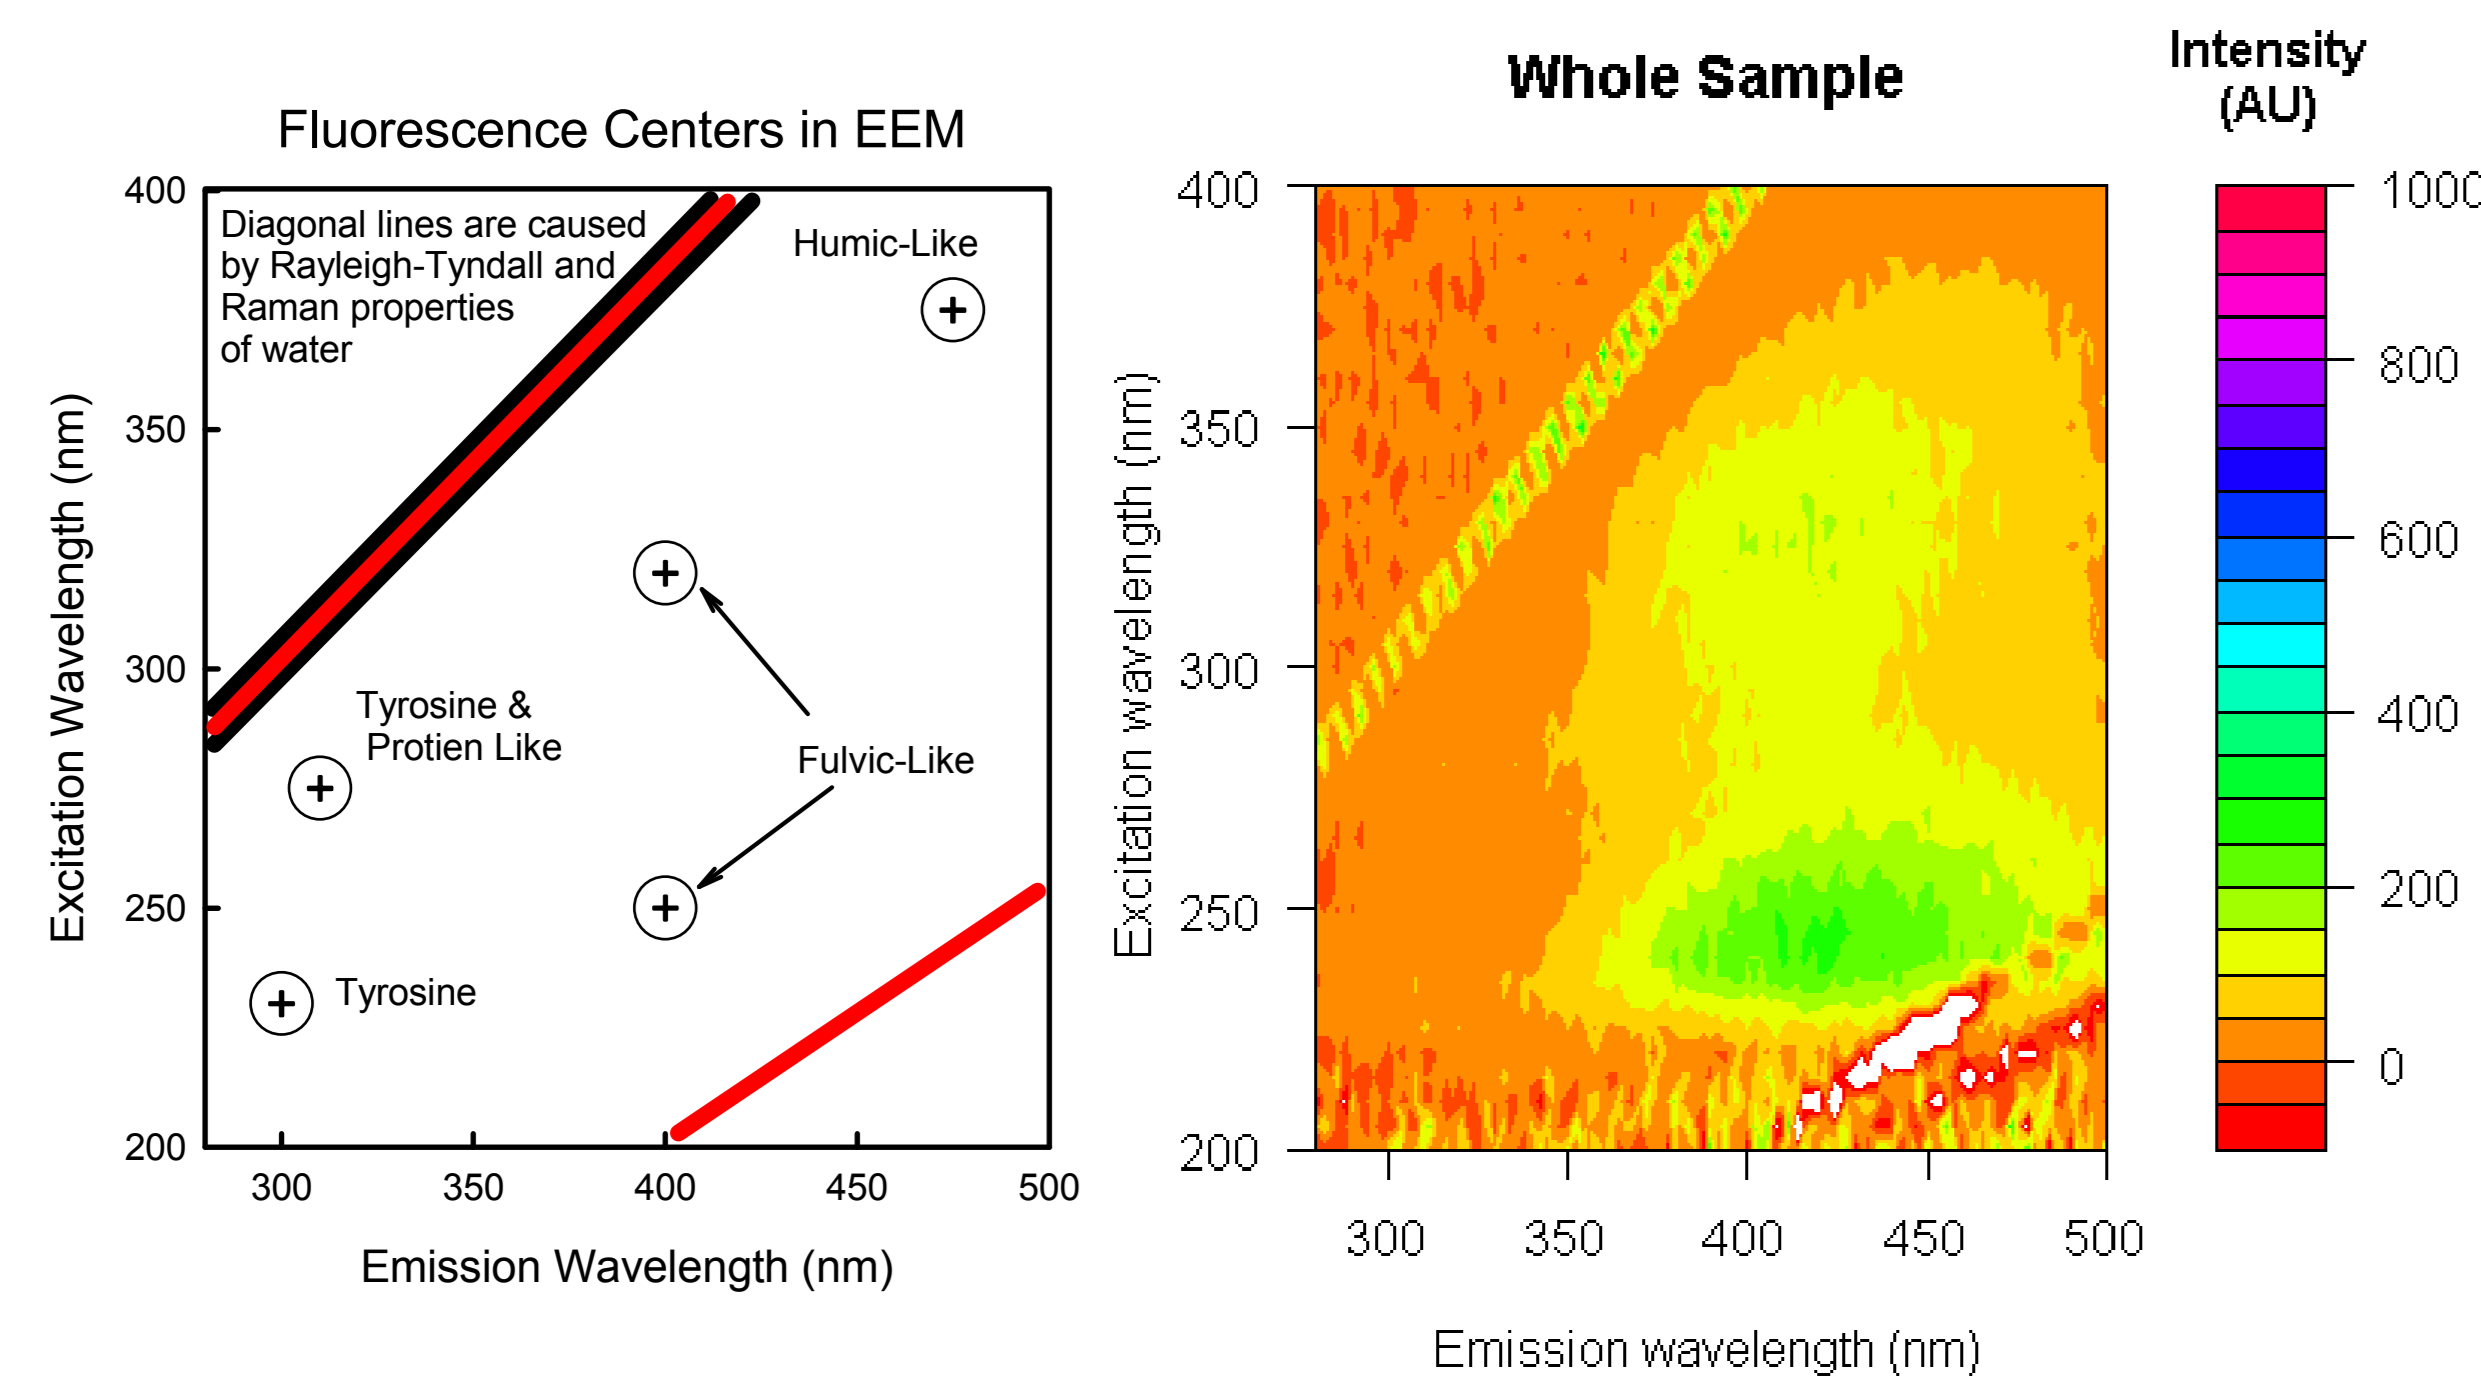 Fluorescence Centers in EEM
400
350
300
250
200
Excitation Wavelength (nm)
Diagonal lines are caused
by Rayleigh-Tyndall and
Raman properties
of water
Humic-Like
Tyrosine &
Protien Like
Fulvic-Like
Tyrosine
300 350 400 450 500
Emission Wavelength (nm)
Whole Sample
400
350
300
250
200
Excitation wavelength (nm)
300 350 400 450 500
Emission wavelength (nm)
Intensity
(AU)
1000
800
600
400
200
0